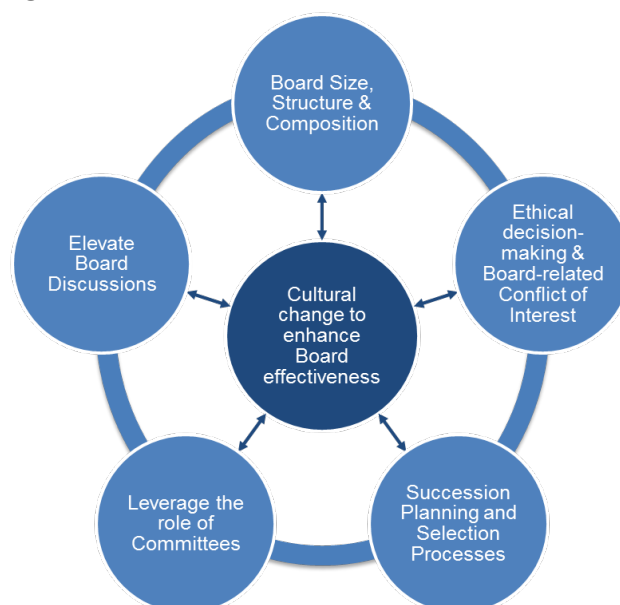 Board Size,
Structure &
Composition
Ethical
decision-
making &
Board-related
Conflict of
Interest
Elevate
Board
Discussions
Cultural
change to
enhance
Board
effectiveness
Leverage the
role of
Committees
Succession
Planning and
Selection
Processes